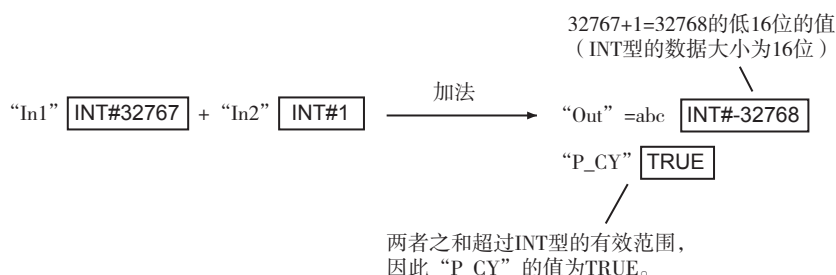 32767+1=32768的低16位的值
（INT型的数据大小为16位）
“In1” INT#32767 + “In2” INT#1 加法 “Out” =abc INT#-32768
“P_CY” TRUE
两者之和超过INT型的有效范围，
因此“P_CY”的值为TRUE。